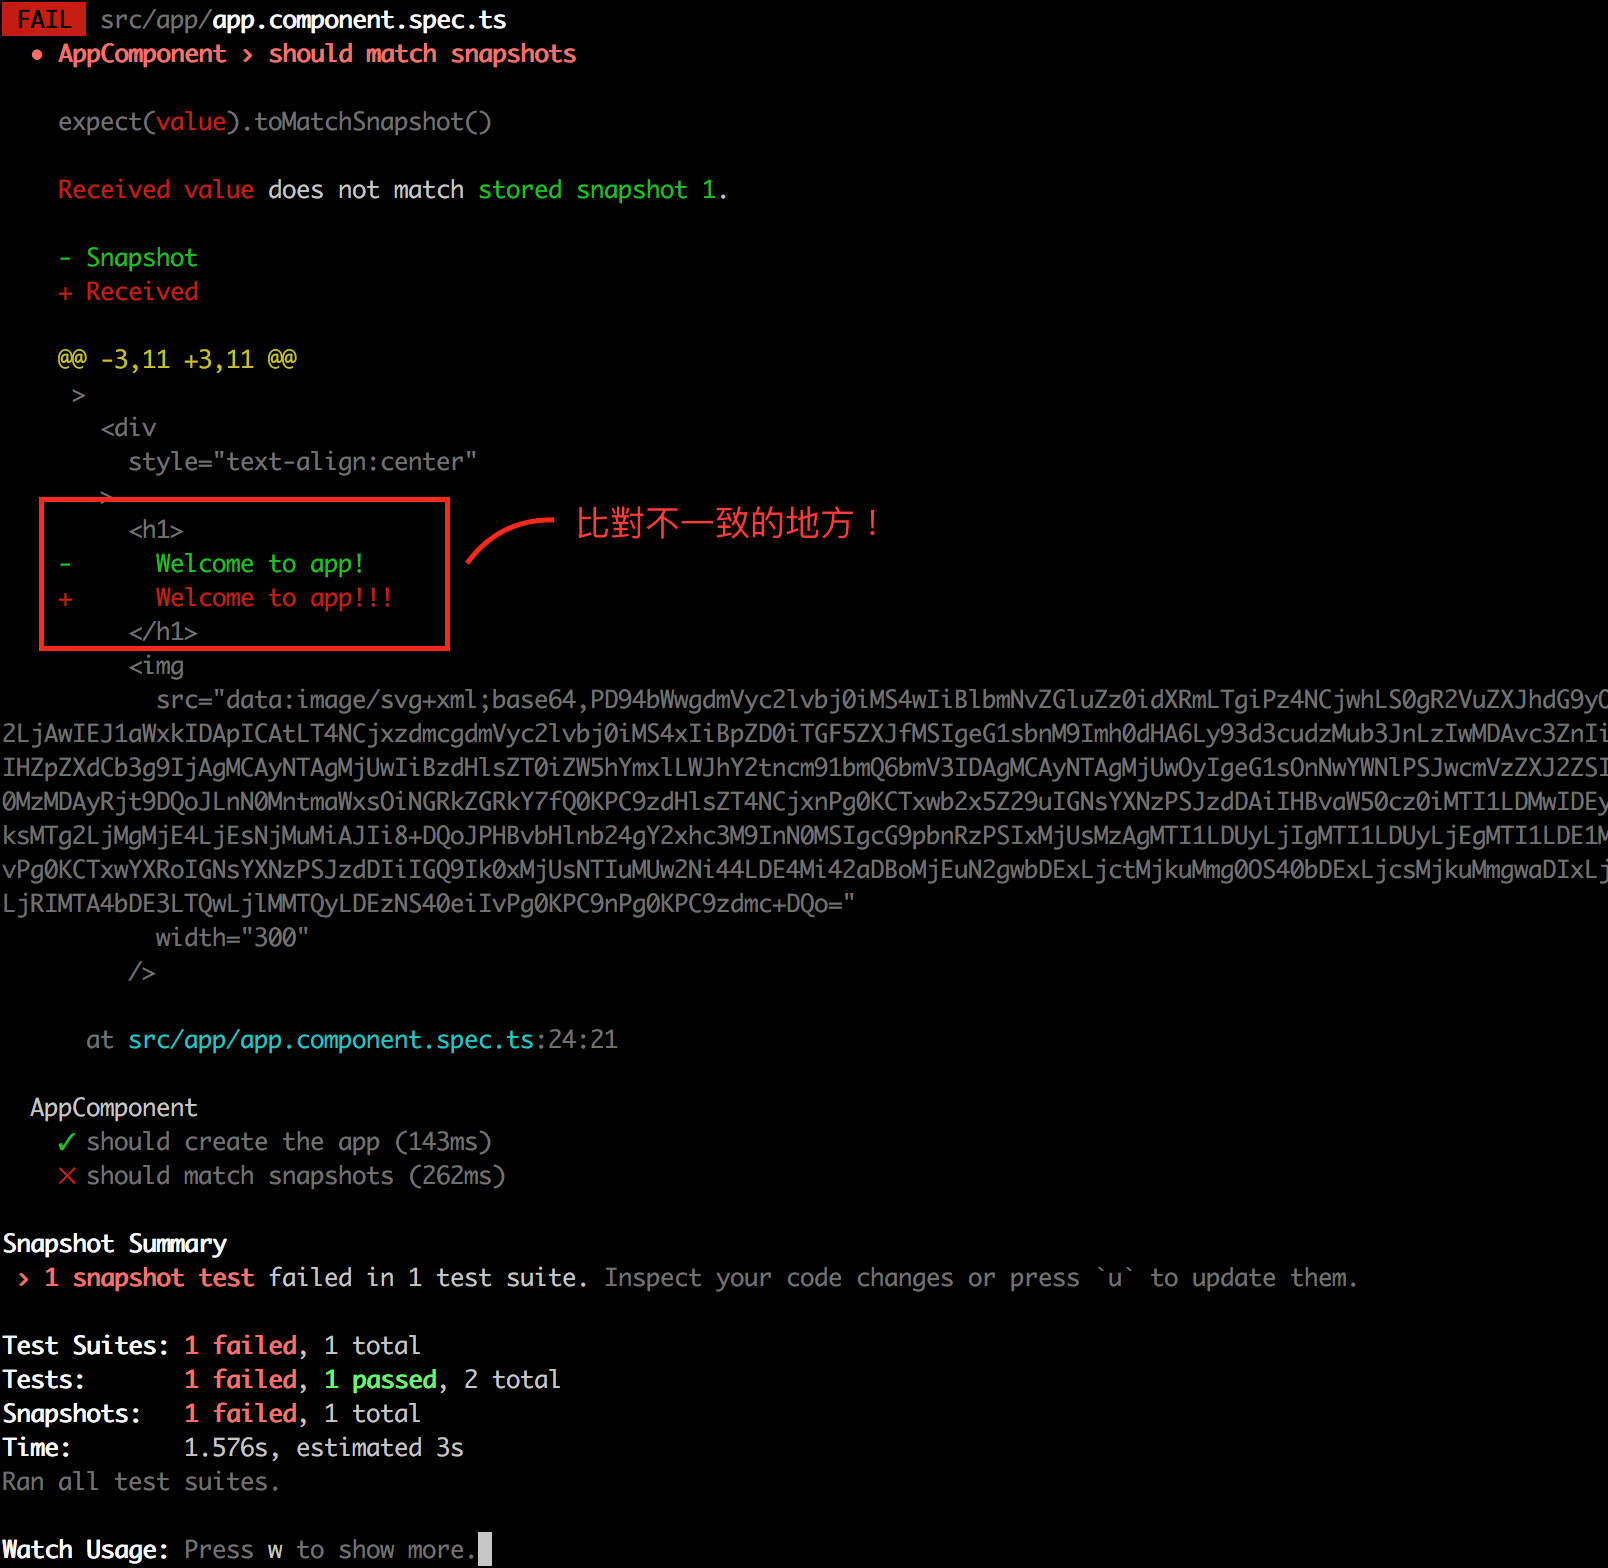 FAIL src/app/app.component.spec.ts
● AppComponent › should match snapshots
expect(value).toMatchSnapshot()
Received value does not match stored snapshot 1.
- Snapshot
+ Received
@@ -3,11 +3,11 @@
>
<div
style="text-align:center"
>
<h1>
比對不一致的地方！
- Welcome to app!
+ Welcome to app!!!
</h1>
<img
src="data:image/svg+xml;base64,PD94bWwgdmVyc2lvbj0iMS4wIiBlbmNvZGluZz0idXRmLTgiPz4NCjwhLS0gR2VuZXJhdG9yO
2LjAwIEJ1aWxkIDApICAtLT4NCjxzdmcgdmVyc2lvbj0iMS4xIiBpZD0iTGF5ZXJfMSIgeG1sbnM9Imh0dHA6Ly93d3cudzMub3JnLzIwMDAvc3ZnIi
IHZpZXdCb3g9IjAgMCAyNTAgMjUwIiBzdHlsZT0iZW5hYmxlLWJhY2tncm91bmQ6bmV3IDAgMCAyNTAgMjUwOyIgeG1sOnNwYWNlPSJwcmVzZXJ2ZSI
0MzMDAyRjt9DQoJLnN0MntmaWxsOiNGRkZGRkY7fQ0KPC9zdHlsZT4NCjxnPg0KCTxwb2x5Z29uIGNsYXNzPSJzdDAiIHBvaW50cz0iMTI1LDMwIDEy
ksMTg2LjMgMjE4LjEsNjMuMiAJIi8+DQoJPHBvbHlnb24gY2xhc3M9InN0MSIgcG9pbnRzPSIxMjUsMzAgMTI1LDUyLjIgMTI1LDUyLjEgMTI1LDE1M
vPg0KCTxwYXRoIGNsYXNzPSJzdDIiIGQ9Ik0xMjUsNTIuMUw2Ni44LDE4Mi42aDBoMjEuN2gwbDExLjctMjkuMmg0OS40bDExLjcsMjkuMmgwaDIxLj
LjRIMTA4bDE3LTQwLjlMMTQyLDEzNS40eiIvPg0KPC9nPg0KPC9zdmc+DQo="
width="300"
/>
at src/app/app.component.spec.ts:24:21
AppComponent
✓ should create the app (143ms)
✕ should match snapshots (262ms)
Snapshot Summary
› 1 snapshot test failed in 1 test suite. Inspect your code changes or press `u` to update them.
Test Suites: 1 failed, 1 total
Tests: 1 failed, 1 passed, 2 total
Snapshots: 1 failed, 1 total
Time: 1.576s, estimated 3s
Ran all test suites.
Watch Usage: Press w to show more.